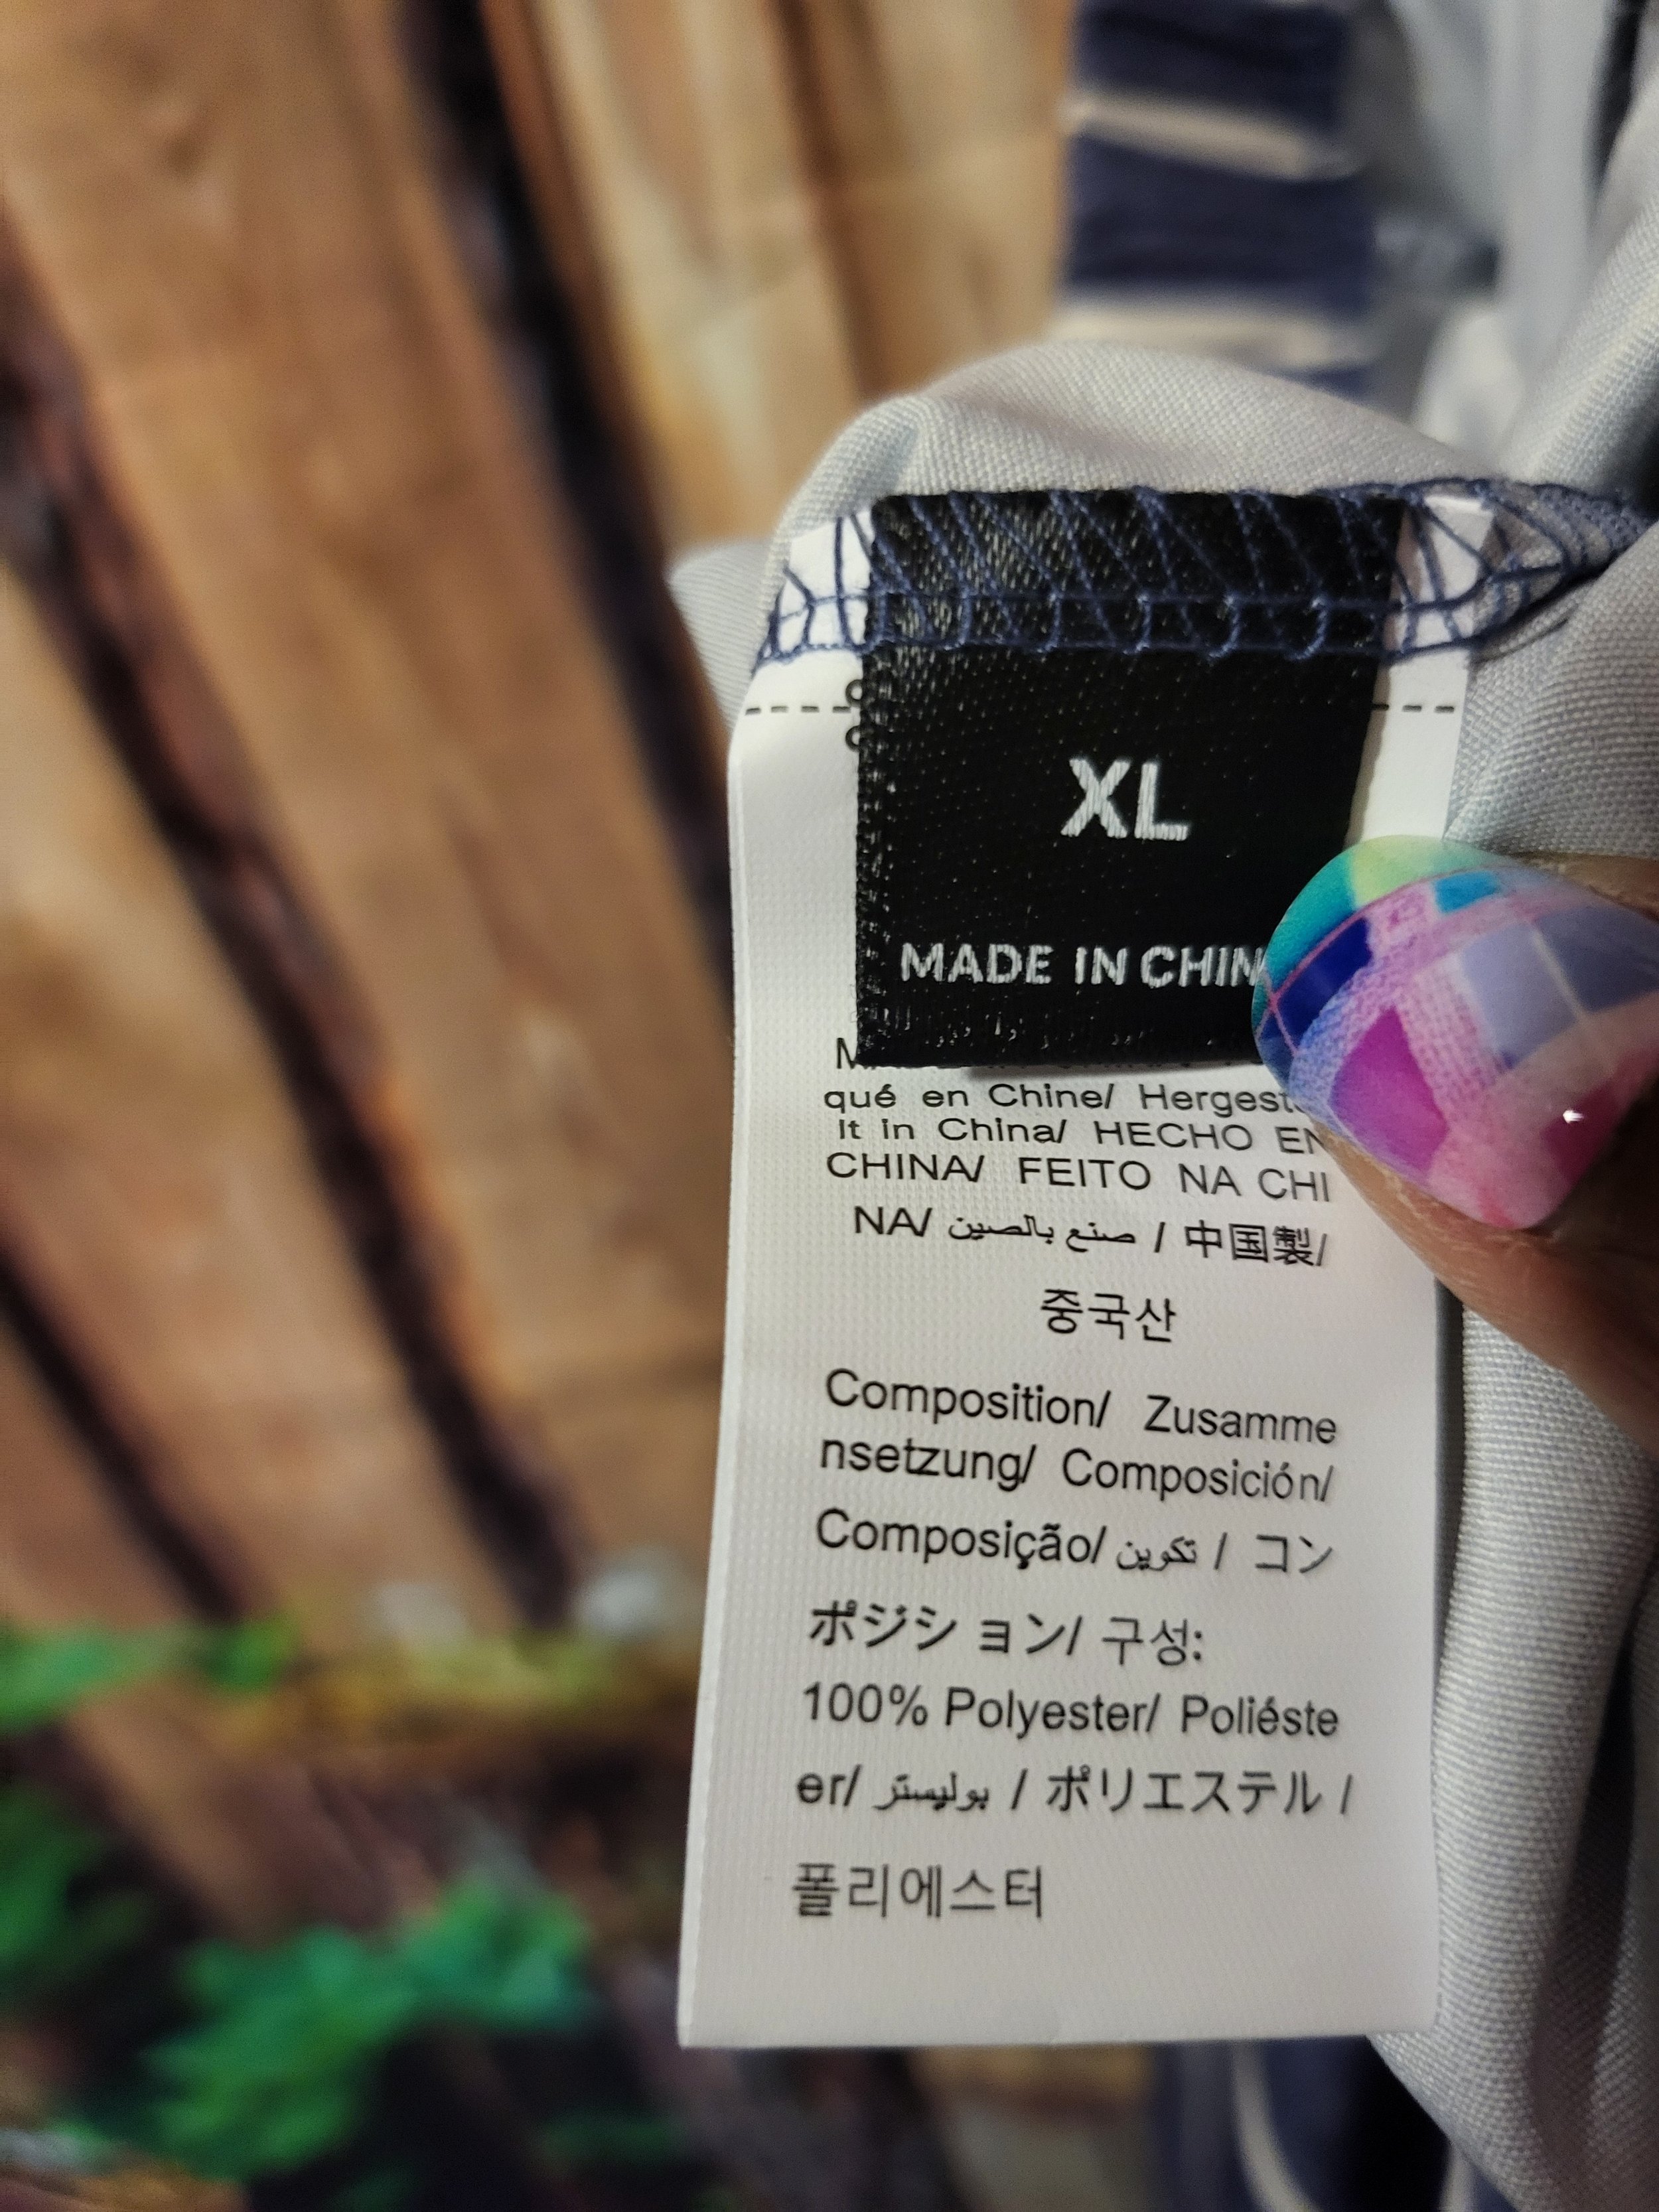 XL
MADE IN CHIN
qué en Chine/ Hergest
lt in China/ HECHO EN
CHINA/ FEITO NA CHI
NA/ صنع بالصين / 中国製/
중국산
Composition/ Zusamme
nsetzung/ Composición/
Composição/ تكوين / コン
ポジション/ 구성:
100% Polyester/ Poliéste
er/ بوليستر / ポリエステル /
폴리에스터